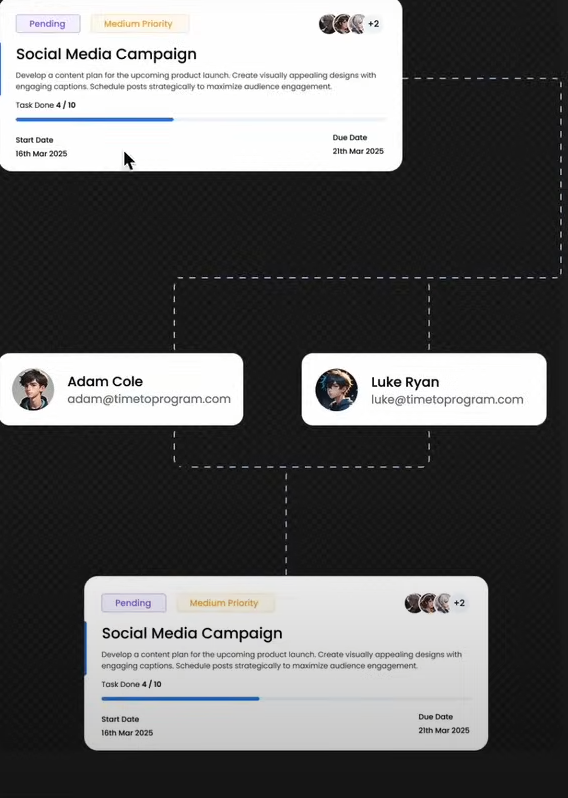 Pending Medium Priority +2
Social Media Campaign
Develop a content plan for the upcoming product launch. Create visually appealing designs with
engaging captions. Schedule posts strategically to maximize audience engagement.
Task Done 4 / 10
Start Date Due Date
16th Mar 2025 21th Mar 2025
Adam Cole
adam@timetoprogram.com
Luke Ryan
luke@timetoprogram.com
Pending Medium Priority +2
Social Media Campaign
Develop a content plan for the upcoming product launch. Create visually appealing designs with
engaging captions. Schedule posts strategically to maximize audience engagement.
Task Done 4 / 10
Start Date Due Date
16th Mar 2025 21th Mar 2025